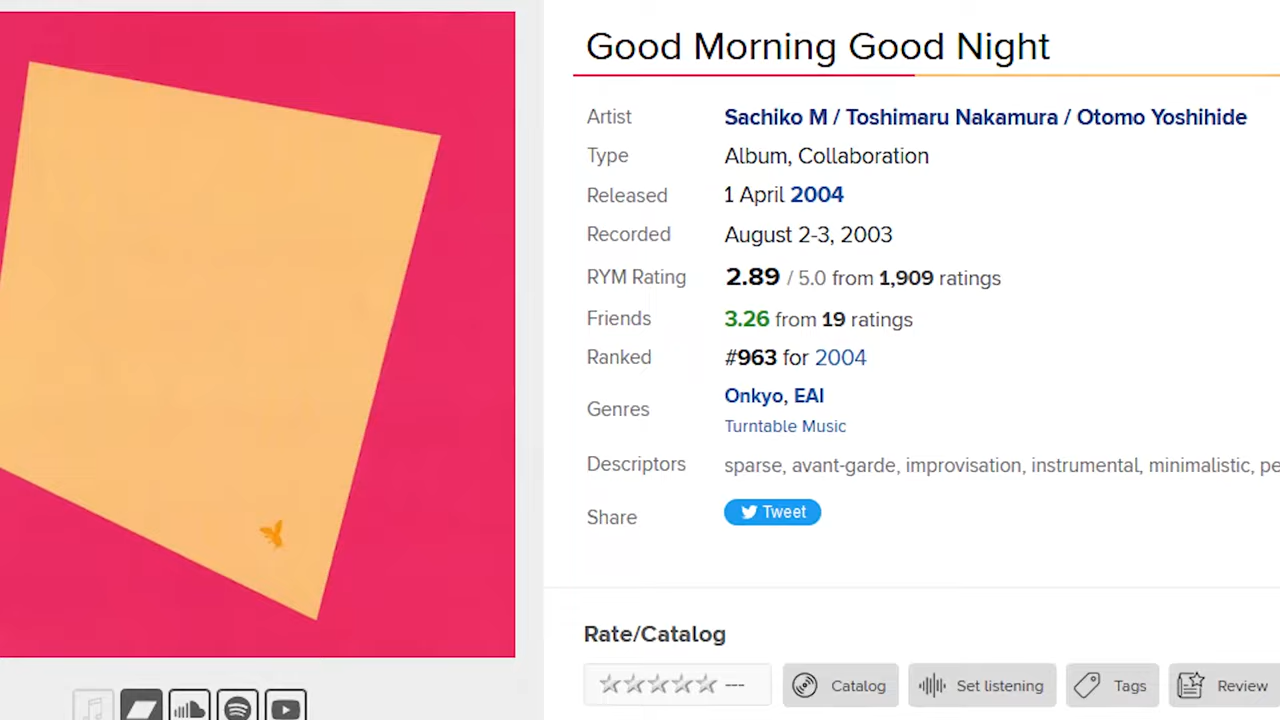 Good Morning Good Night
Artist Sachiko M / Toshimaru Nakamura / Otomo Yoshihide
Type Album, Collaboration
Released 1 April 2004
Recorded August 2-3, 2003
RYM Rating 2.89 / 5.0 from 1,909 ratings
Friends 3.26 from 19 ratings
Ranked #963 for 2004
Genres Onkyo, EAI
Turntable Music
Descriptors sparse, avant-garde, improvisation, instrumental, minimalistic, pe
Share Tweet
Rate/Catalog
--- Catalog Set listening Tags Review